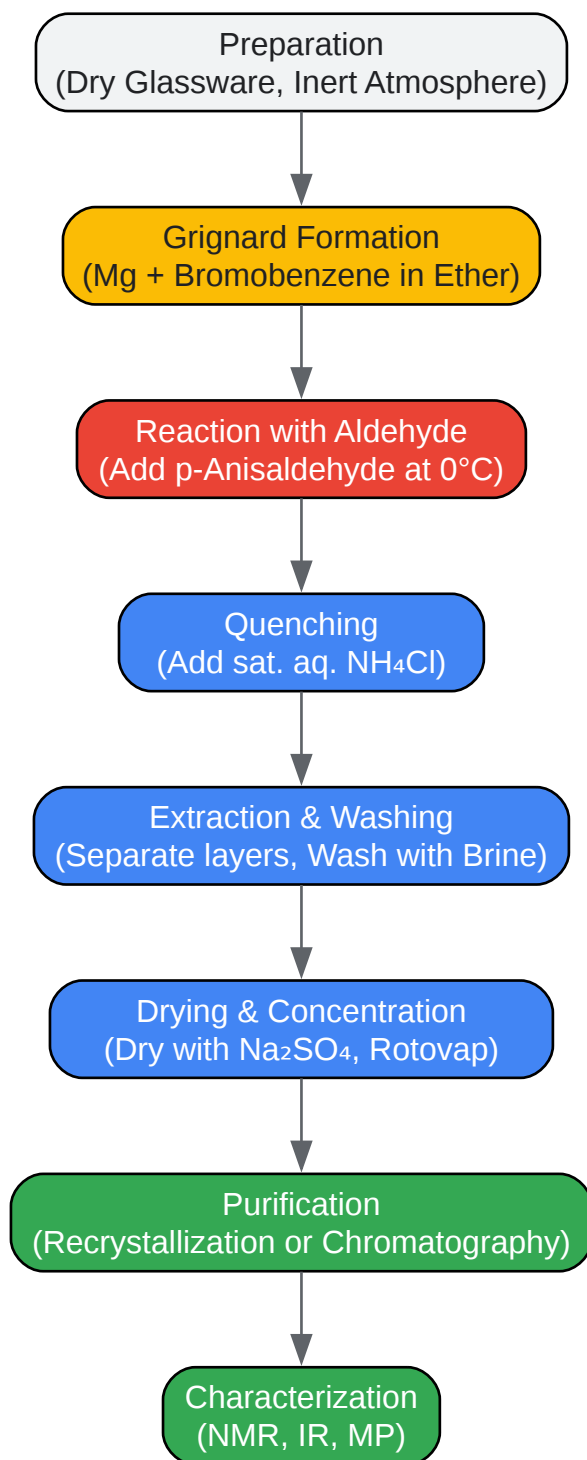 Preparation
(Dry Glassware, Inert Atmosphere)
Grignard Formation
(Mg + Bromobenzene in Ether)
Reaction with Aldehyde
(Add p-Anisaldehyde at 0°C)
Quenching
(Add sat. aq. NH₄Cl)
Extraction & Washing
(Separate layers, Wash with Brine)
Drying & Concentration
(Dry with Na₂SO₄, Rotovap)
Purification
(Recrystallization or Chromatography)
Characterization
(NMR, IR, MP)